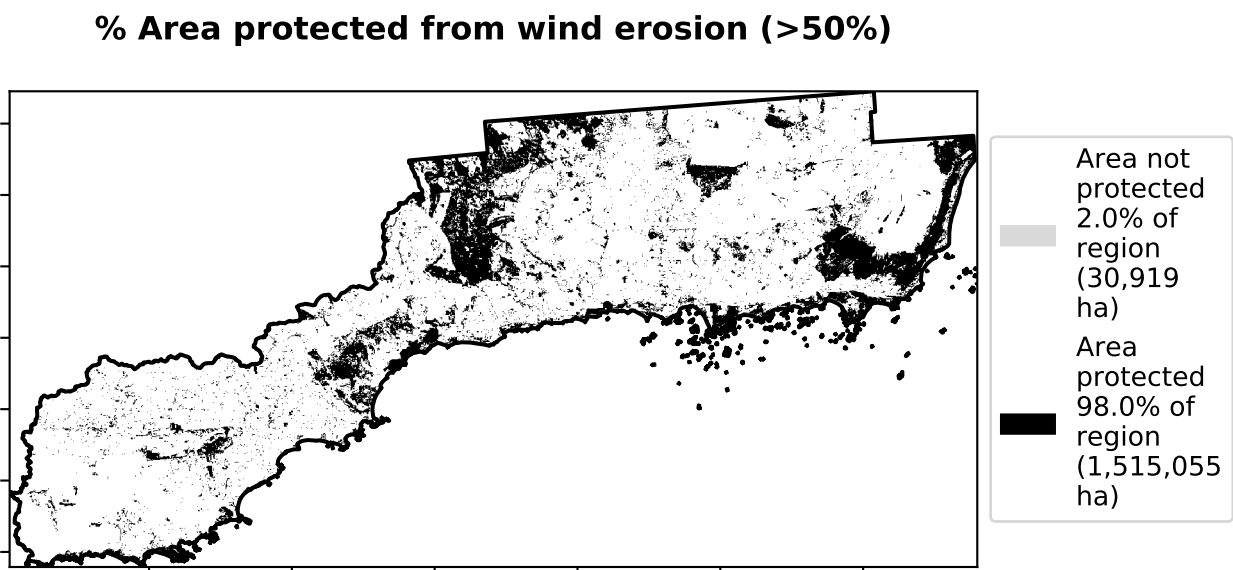 % Area protected from wind erosion (>50%)
Area not
protected
2.0% of
region
(30,919
ha)
Area
protected
98.0% of
region
(1,515,055
ha)